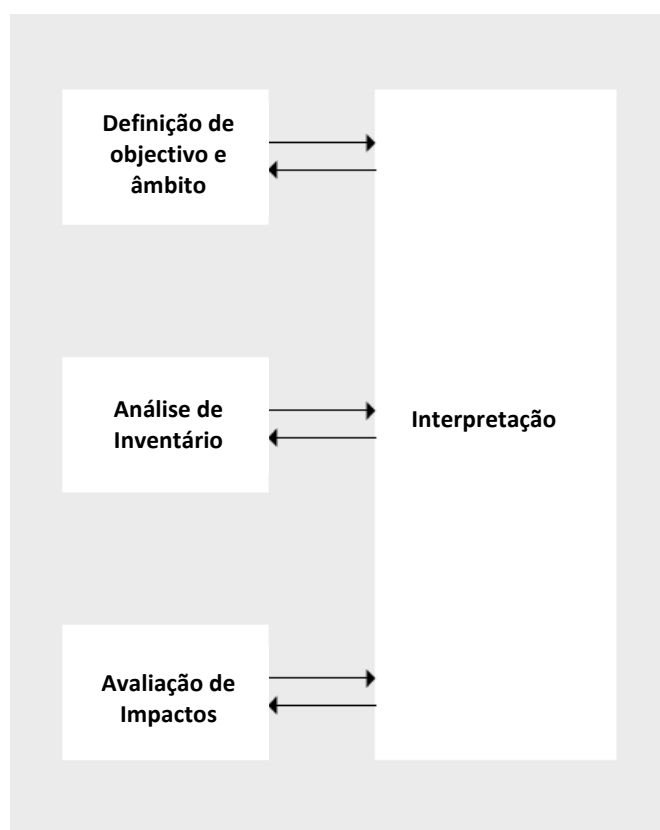 Definição de
objectivo e
âmbito
Análise de
Inventário
Interpretação
Avaliação de
Impactos